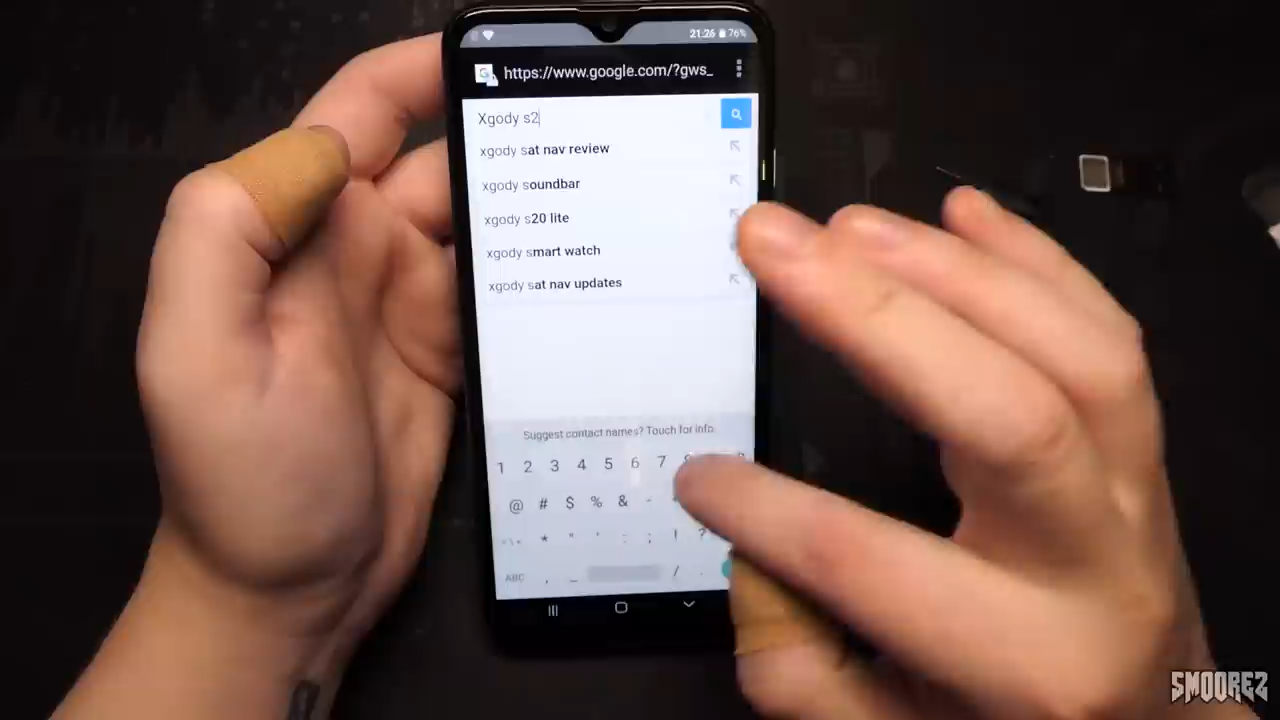 21:26 76%
https://www.google.com/?gws_
Xgody s2
xgody sat nav review
xgody soundbar
xgody s20 lite
xgody smart watch
xgody sat nav updates
Suggest contact names? Touch for info.
1 2 3 4 5 6 7
@ # $ % & -
* " ' : ; ! ?
ABC , _ / .
SMOOREZ